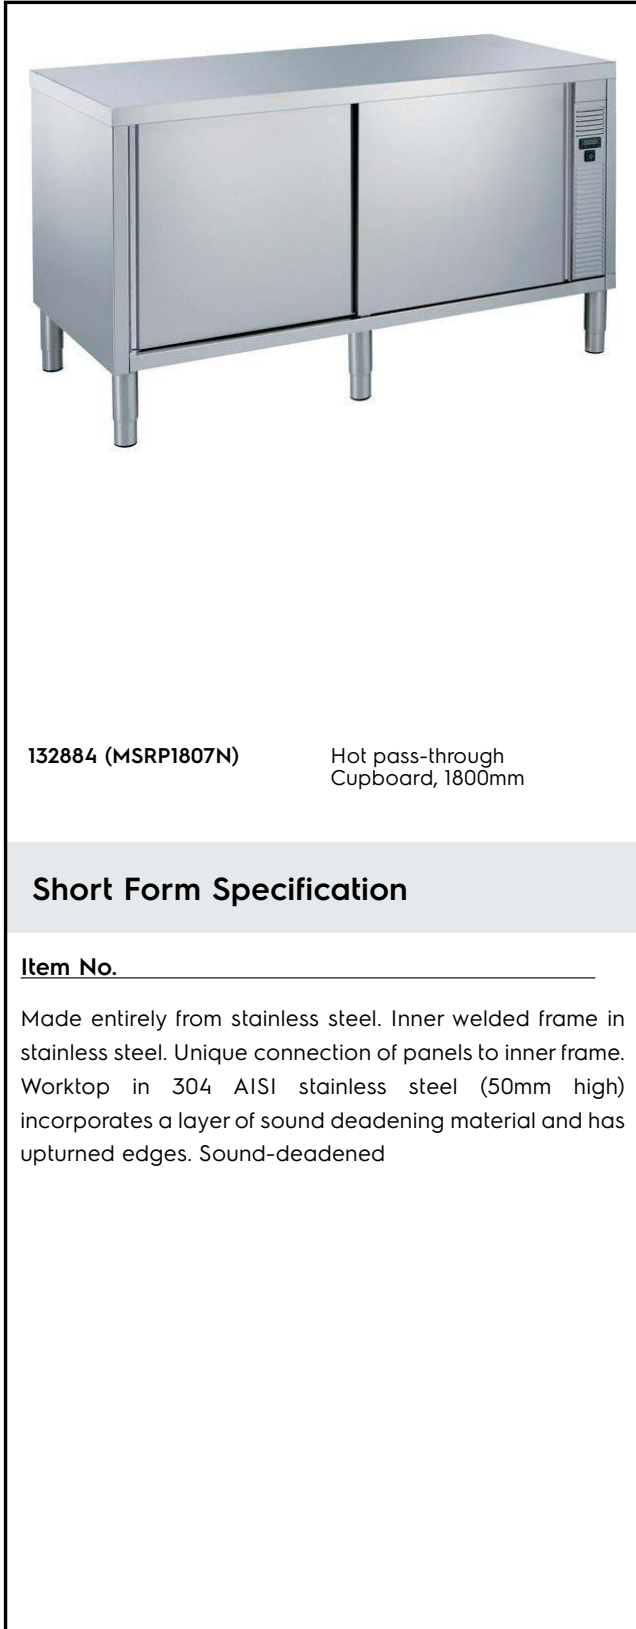 132884 (MSRP1807N) Hot pass-through
Cupboard, 1800mm
Short Form Specification
Item No.
Made entirely from stainless steel. Inner welded frame in
stainless steel. Unique connection of panels to inner frame.
Worktop in 304 AISI stainless steel (50mm high)
incorporates a layer of sound deadening material and has
upturned edges. Sound-deadened